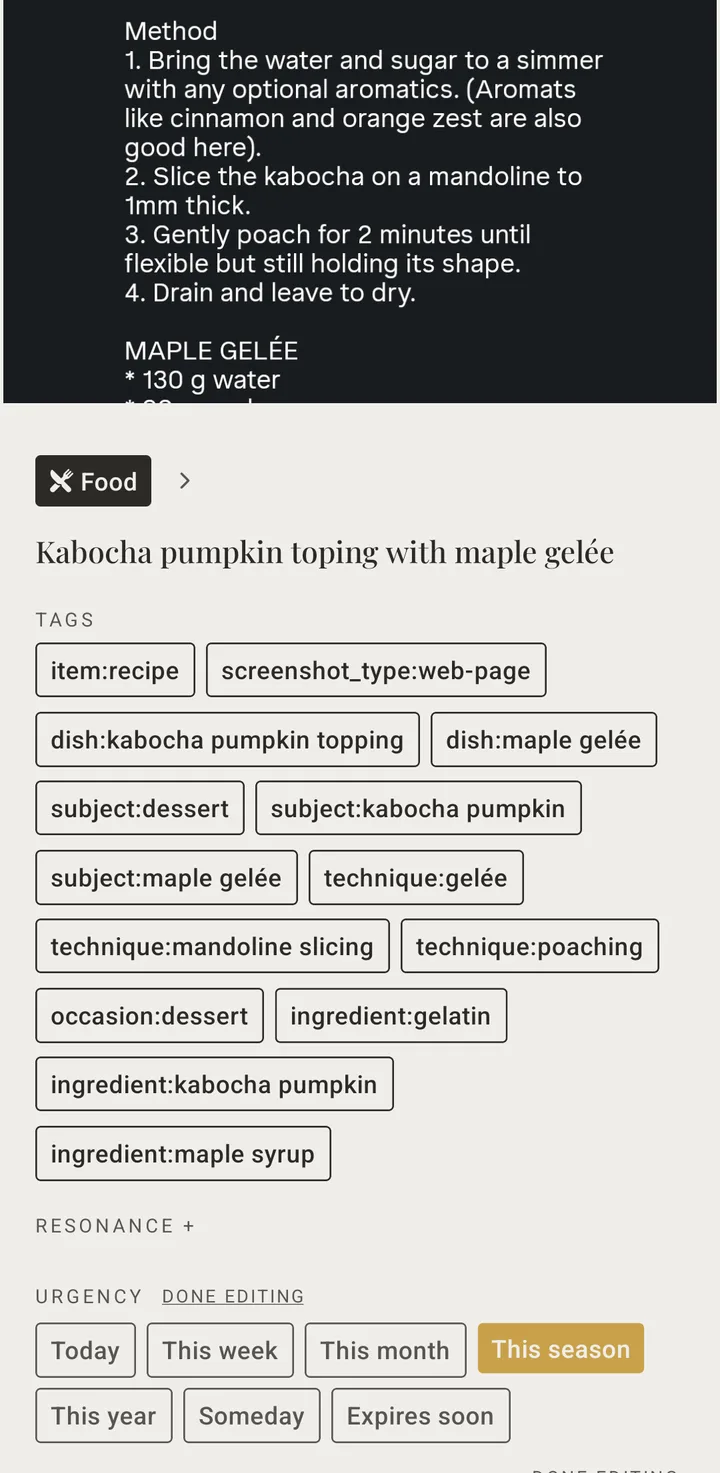 Method
1. Bring the water and sugar to a simmer
with any optional aromatics. (Aromats
like cinnamon and orange zest are also
good here).
2. Slice the kabocha on a mandoline to
1mm thick.
3. Gently poach for 2 minutes until
flexible but still holding its shape.
4. Drain and leave to dry.
MAPLE GELÉE
* 130 g water
Food
Kabocha pumpkin toping with maple gelée
TAGS
item:recipe screenshot_type:web-page
dish:kabocha pumpkin topping dish:maple gelée
subject:dessert subject:kabocha pumpkin
subject:maple gelée technique:gelée
technique:mandoline slicing technique:poaching
occasion:dessert ingredient:gelatin
ingredient:kabocha pumpkin
ingredient:maple syrup
RESONANCE +
URGENCY DONE EDITING
Today This week This month This season
This year Someday Expires soon
DONE EDITING